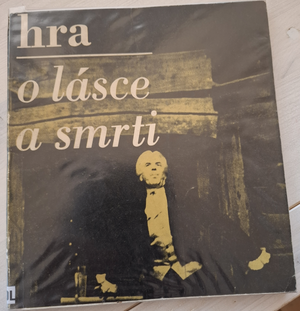 hra
o lásce
a smrti